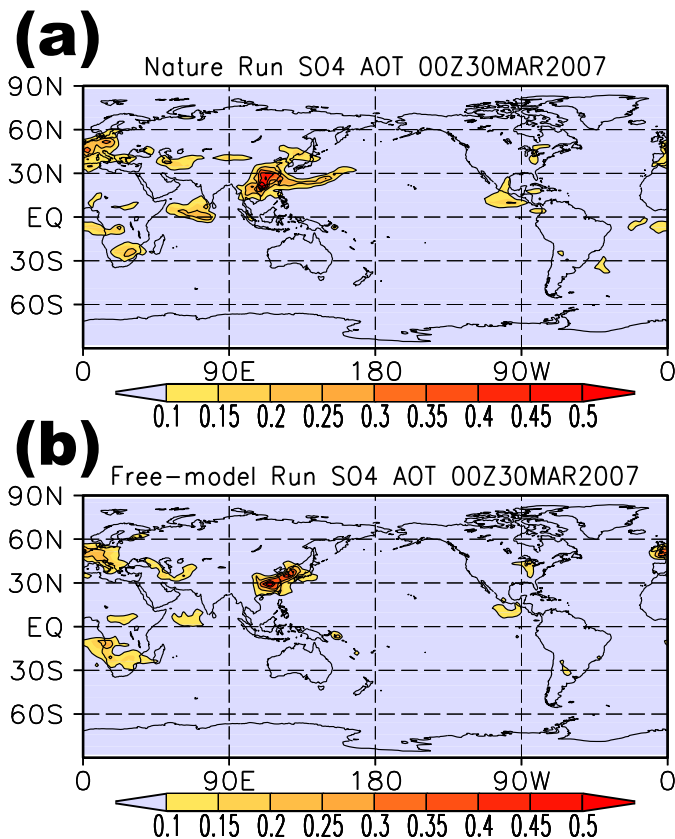 (a)
Nature Run SO4 AOT 00Z30MAR2007
90N
60N
30N
EQ
30S
60S
0 90E 180 90W 0
0.1 0.15 0.2 0.25 0.3 0.35 0.4 0.45 0.5
(b)
Free-model Run SO4 AOT 00Z30MAR2007
90N
60N
30N
EQ
30S
60S
0 90E 180 90W 0
0.1 0.15 0.2 0.25 0.3 0.35 0.4 0.45 0.5